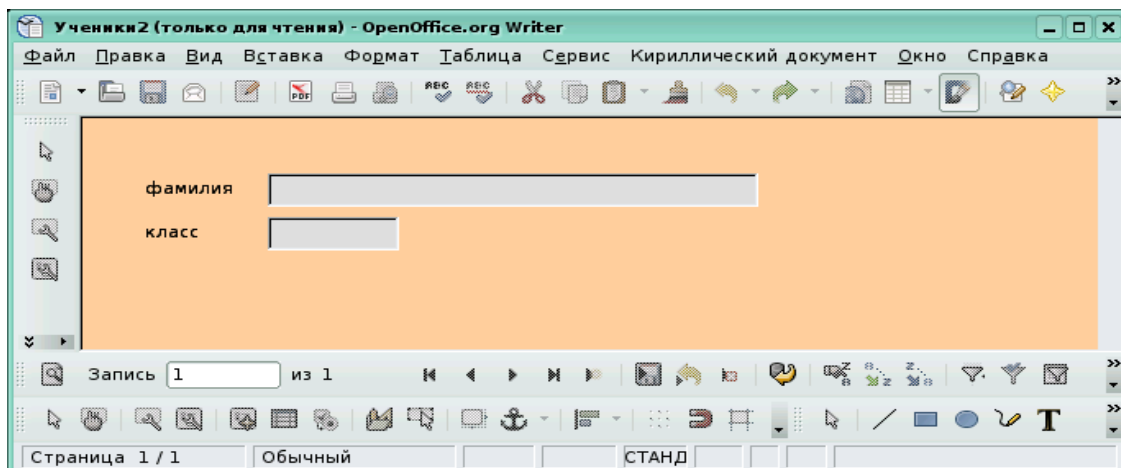 Ученики2 (только для чтения) - OpenOffice.org Writer
Файл Правка Вид Вставка Формат Таблица Сервис Кириллический документ Окно Справка
фамилия
класс
Запись 1 из 1
Страница 1 / 1 Обычный СТАНД